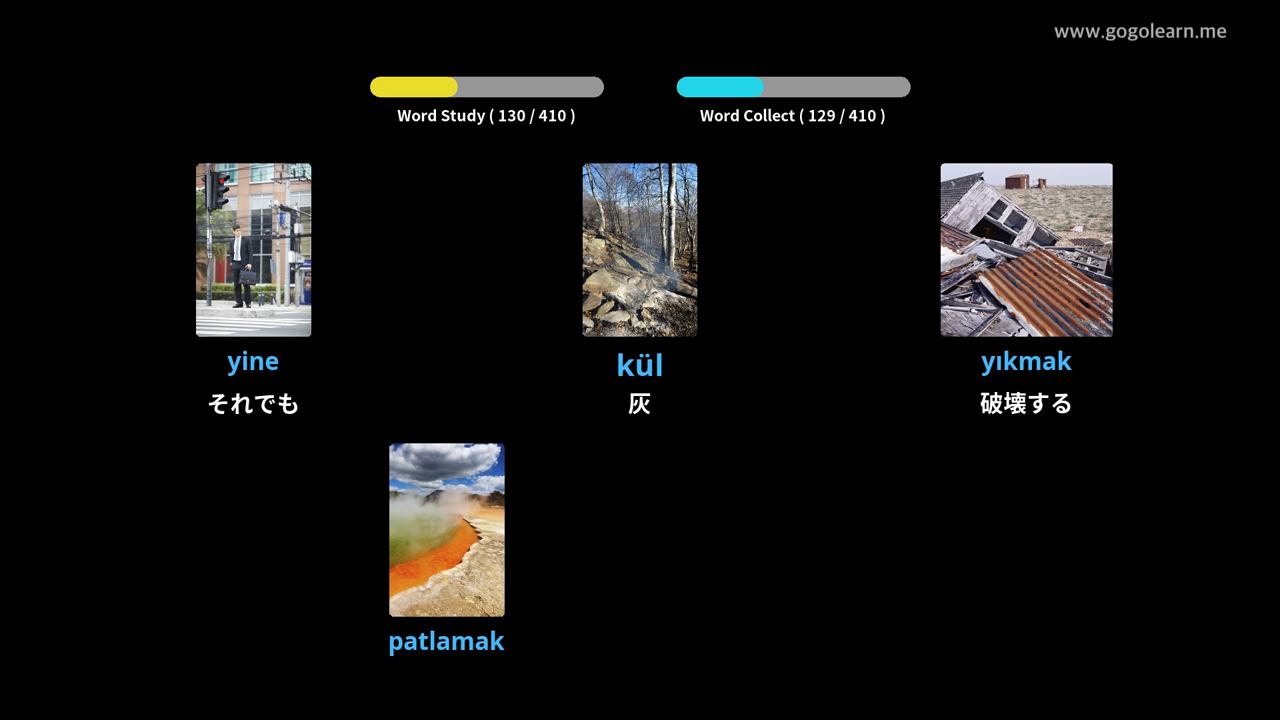 www.gogolearn.me
Word Study ( 130 / 410 )
Word Collect ( 129 / 410 )
yine
kül
yıkmak
それでも
灰
破壊する
patlamak